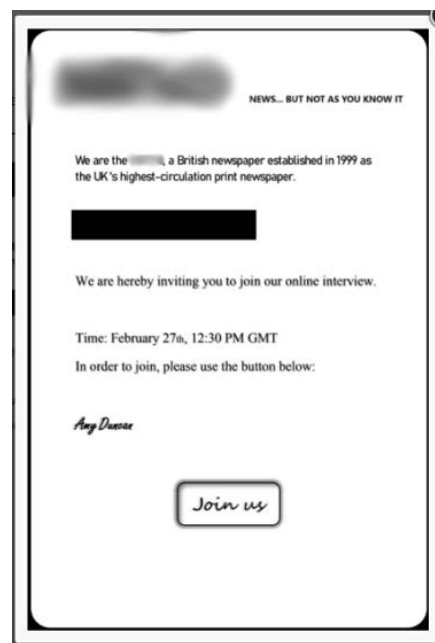 NEWS... BUT NOT AS YOU KNOW IT
We are the , a British newspaper established in 1999 as
the UK's highest-circulation print newspaper.
We are hereby inviting you to join our online interview.
Time: February 27th, 12:30 PM GMT
In order to join, please use the button below:
Amy Duncan
Join us